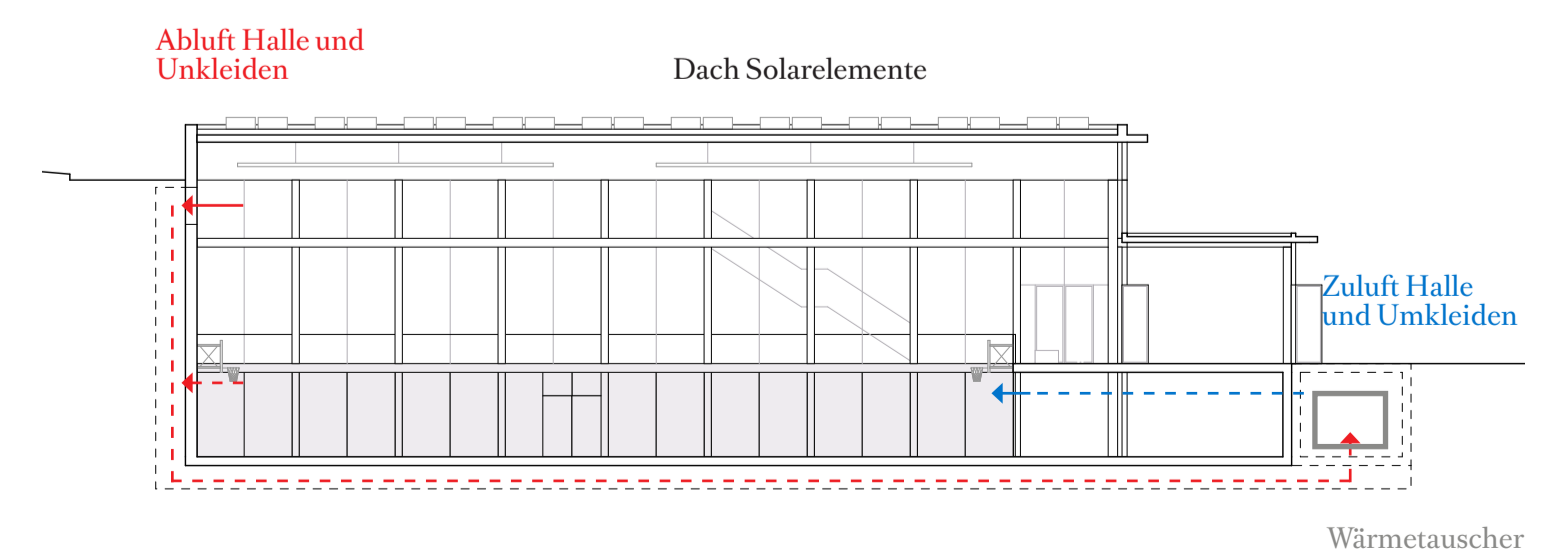 Abluft Halle und
Unkleiden
Dach Solarelemente
Zuluft Halle
und Umkleiden
Wärmetauscher